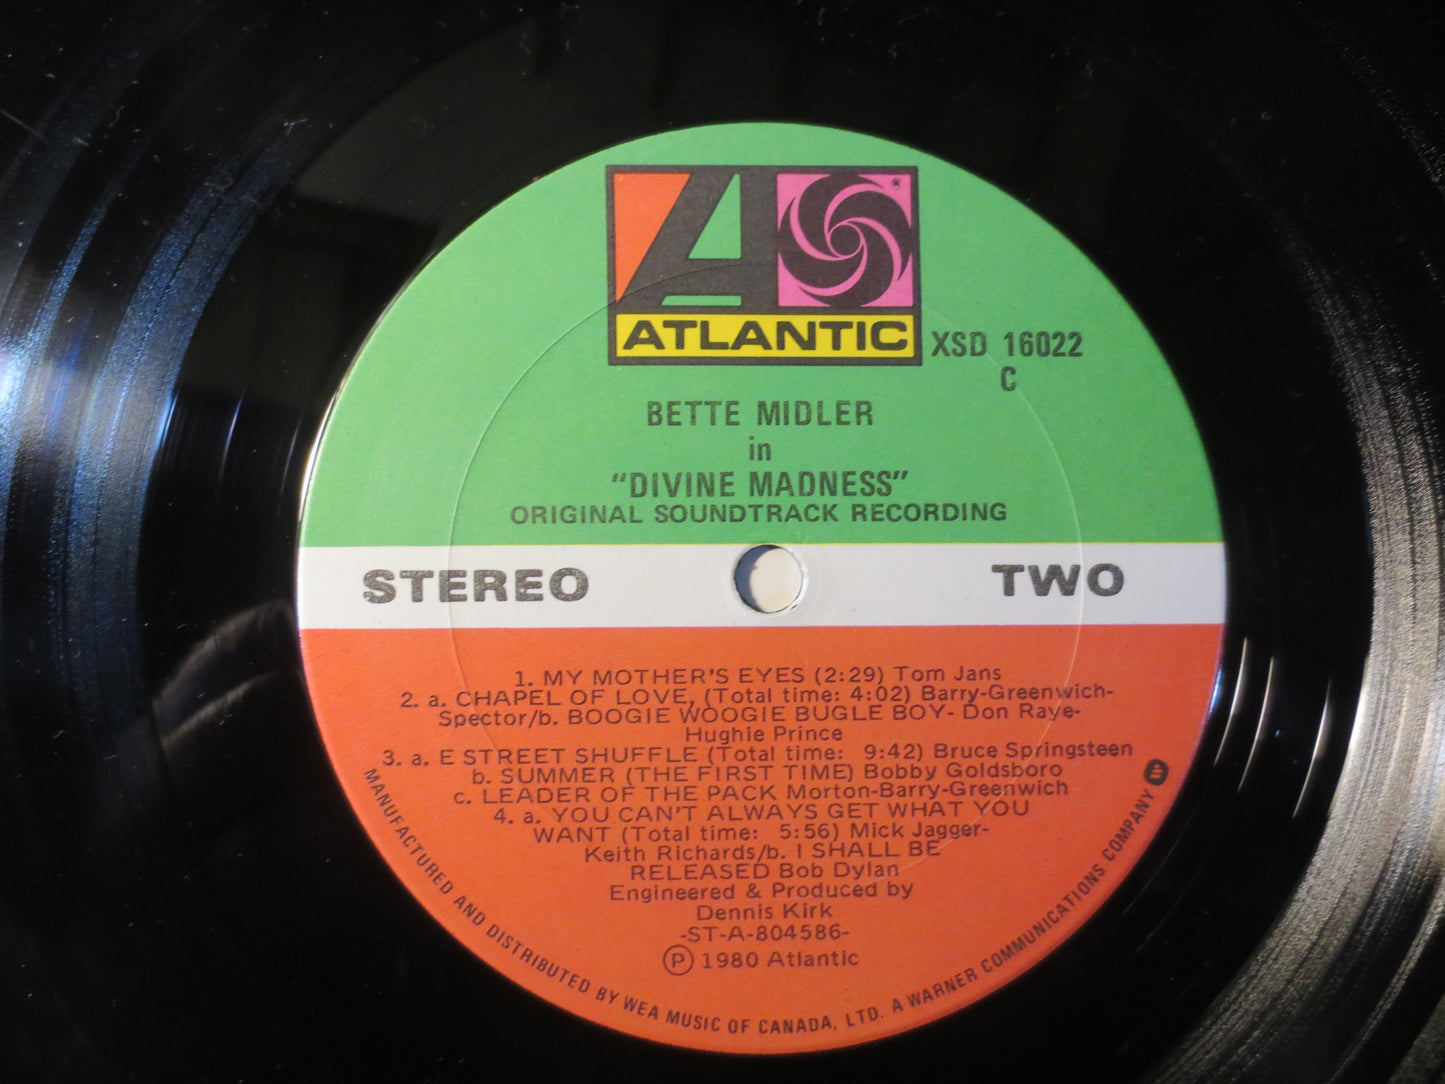 ®
ATLANTIC
XSD 16022
C
BETTE MIDLER
in
"DIVINE MADNESS"
ORIGINAL SOUNDTRACK RECORDING
STEREO
TWO
1. MY MOTHER'S EYES (2:29) Tom Jans
2. a. CHAPEL OF LOVE, (Total time: 4:02) Barry-Greenwich-
Spector/b. BOOGIE WOOGIE BUGLE BOY- Don Raye-
Hughie Prince
3. a. E STREET SHUFFLE (Total time: 9:42) Bruce Springsteen
b. SUMMER (THE FIRST TIME) Bobby Goldsboro
c. LEADER OF THE PACK Morton-Barry-Greenwich
4. a. YOU CAN'T ALWAYS GET WHAT YOU
WANT (Total time: 5:56) Mick Jagger-
Keith Richards/b. I SHALL BE
RELEASED Bob Dylan
Engineered & Produced by
Dennis Kirk
-ST-A-804586-
Ⓟ 1980 Atlantic
MANUFACTURED AND DISTRIBUTED BY WEA MUSIC OF CANADA, LTD. A WARNER COMMUNICATIONS COMPANY